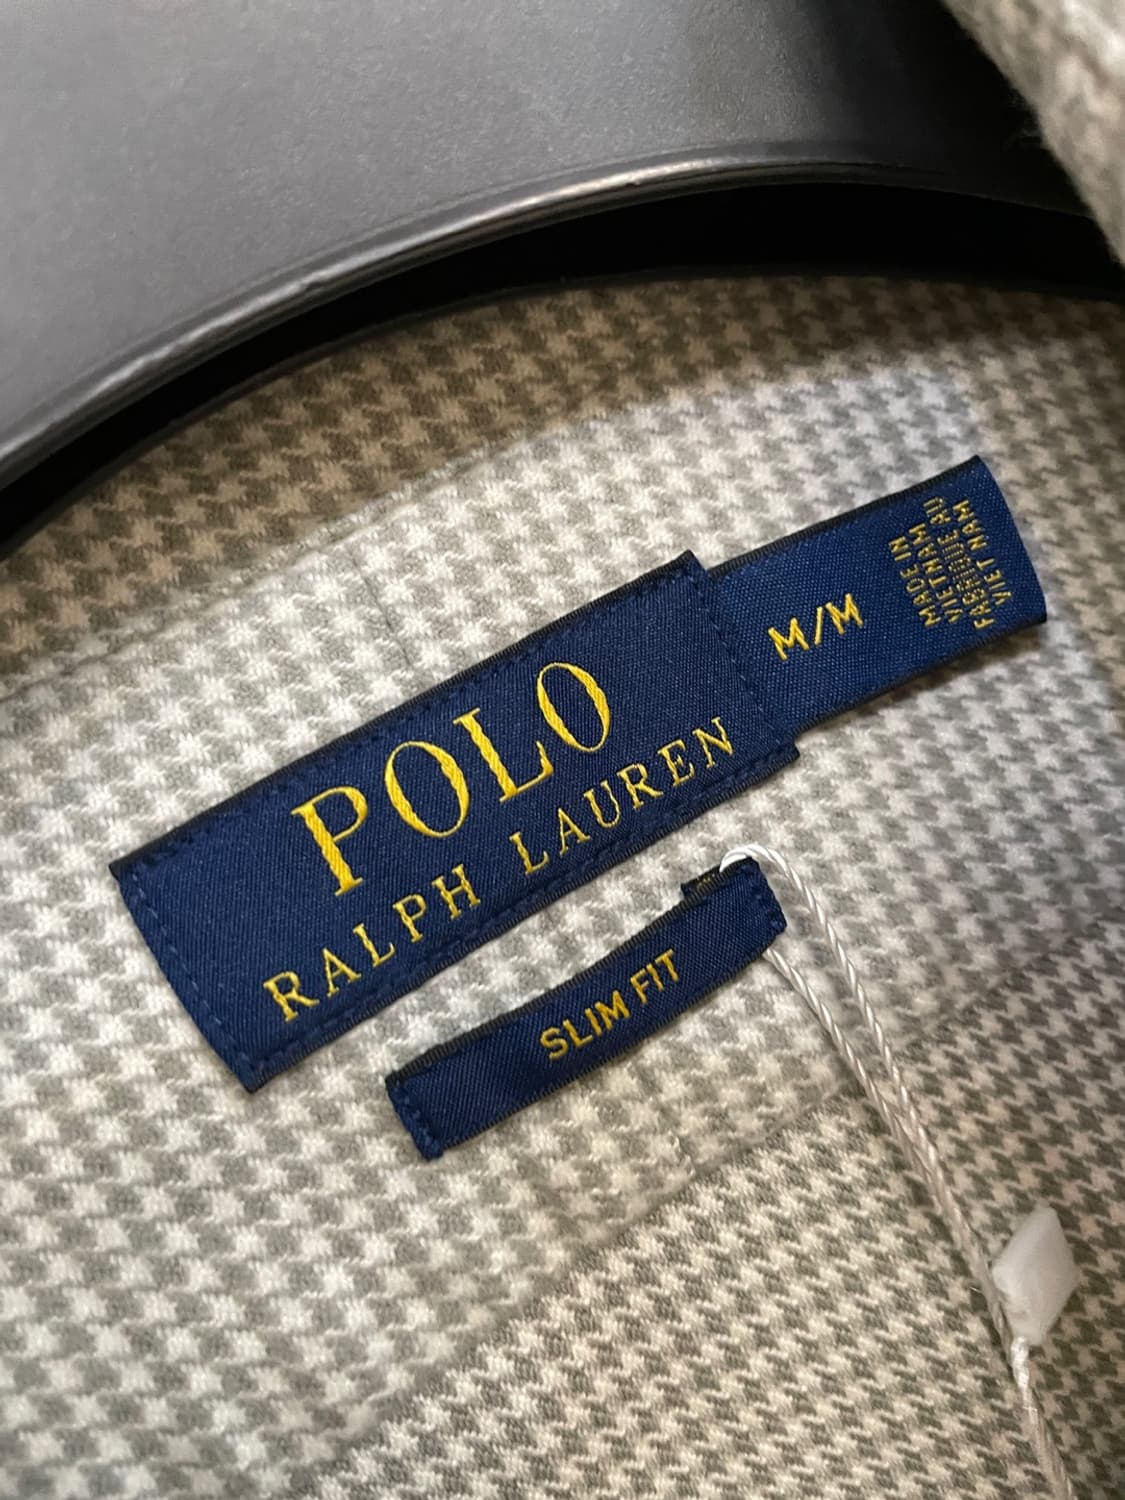 POLO
RALPH LAUREN
M/M
MADE IN
VIETNAM
FABRIQUE AU
VIET NAM
SLIM FIT